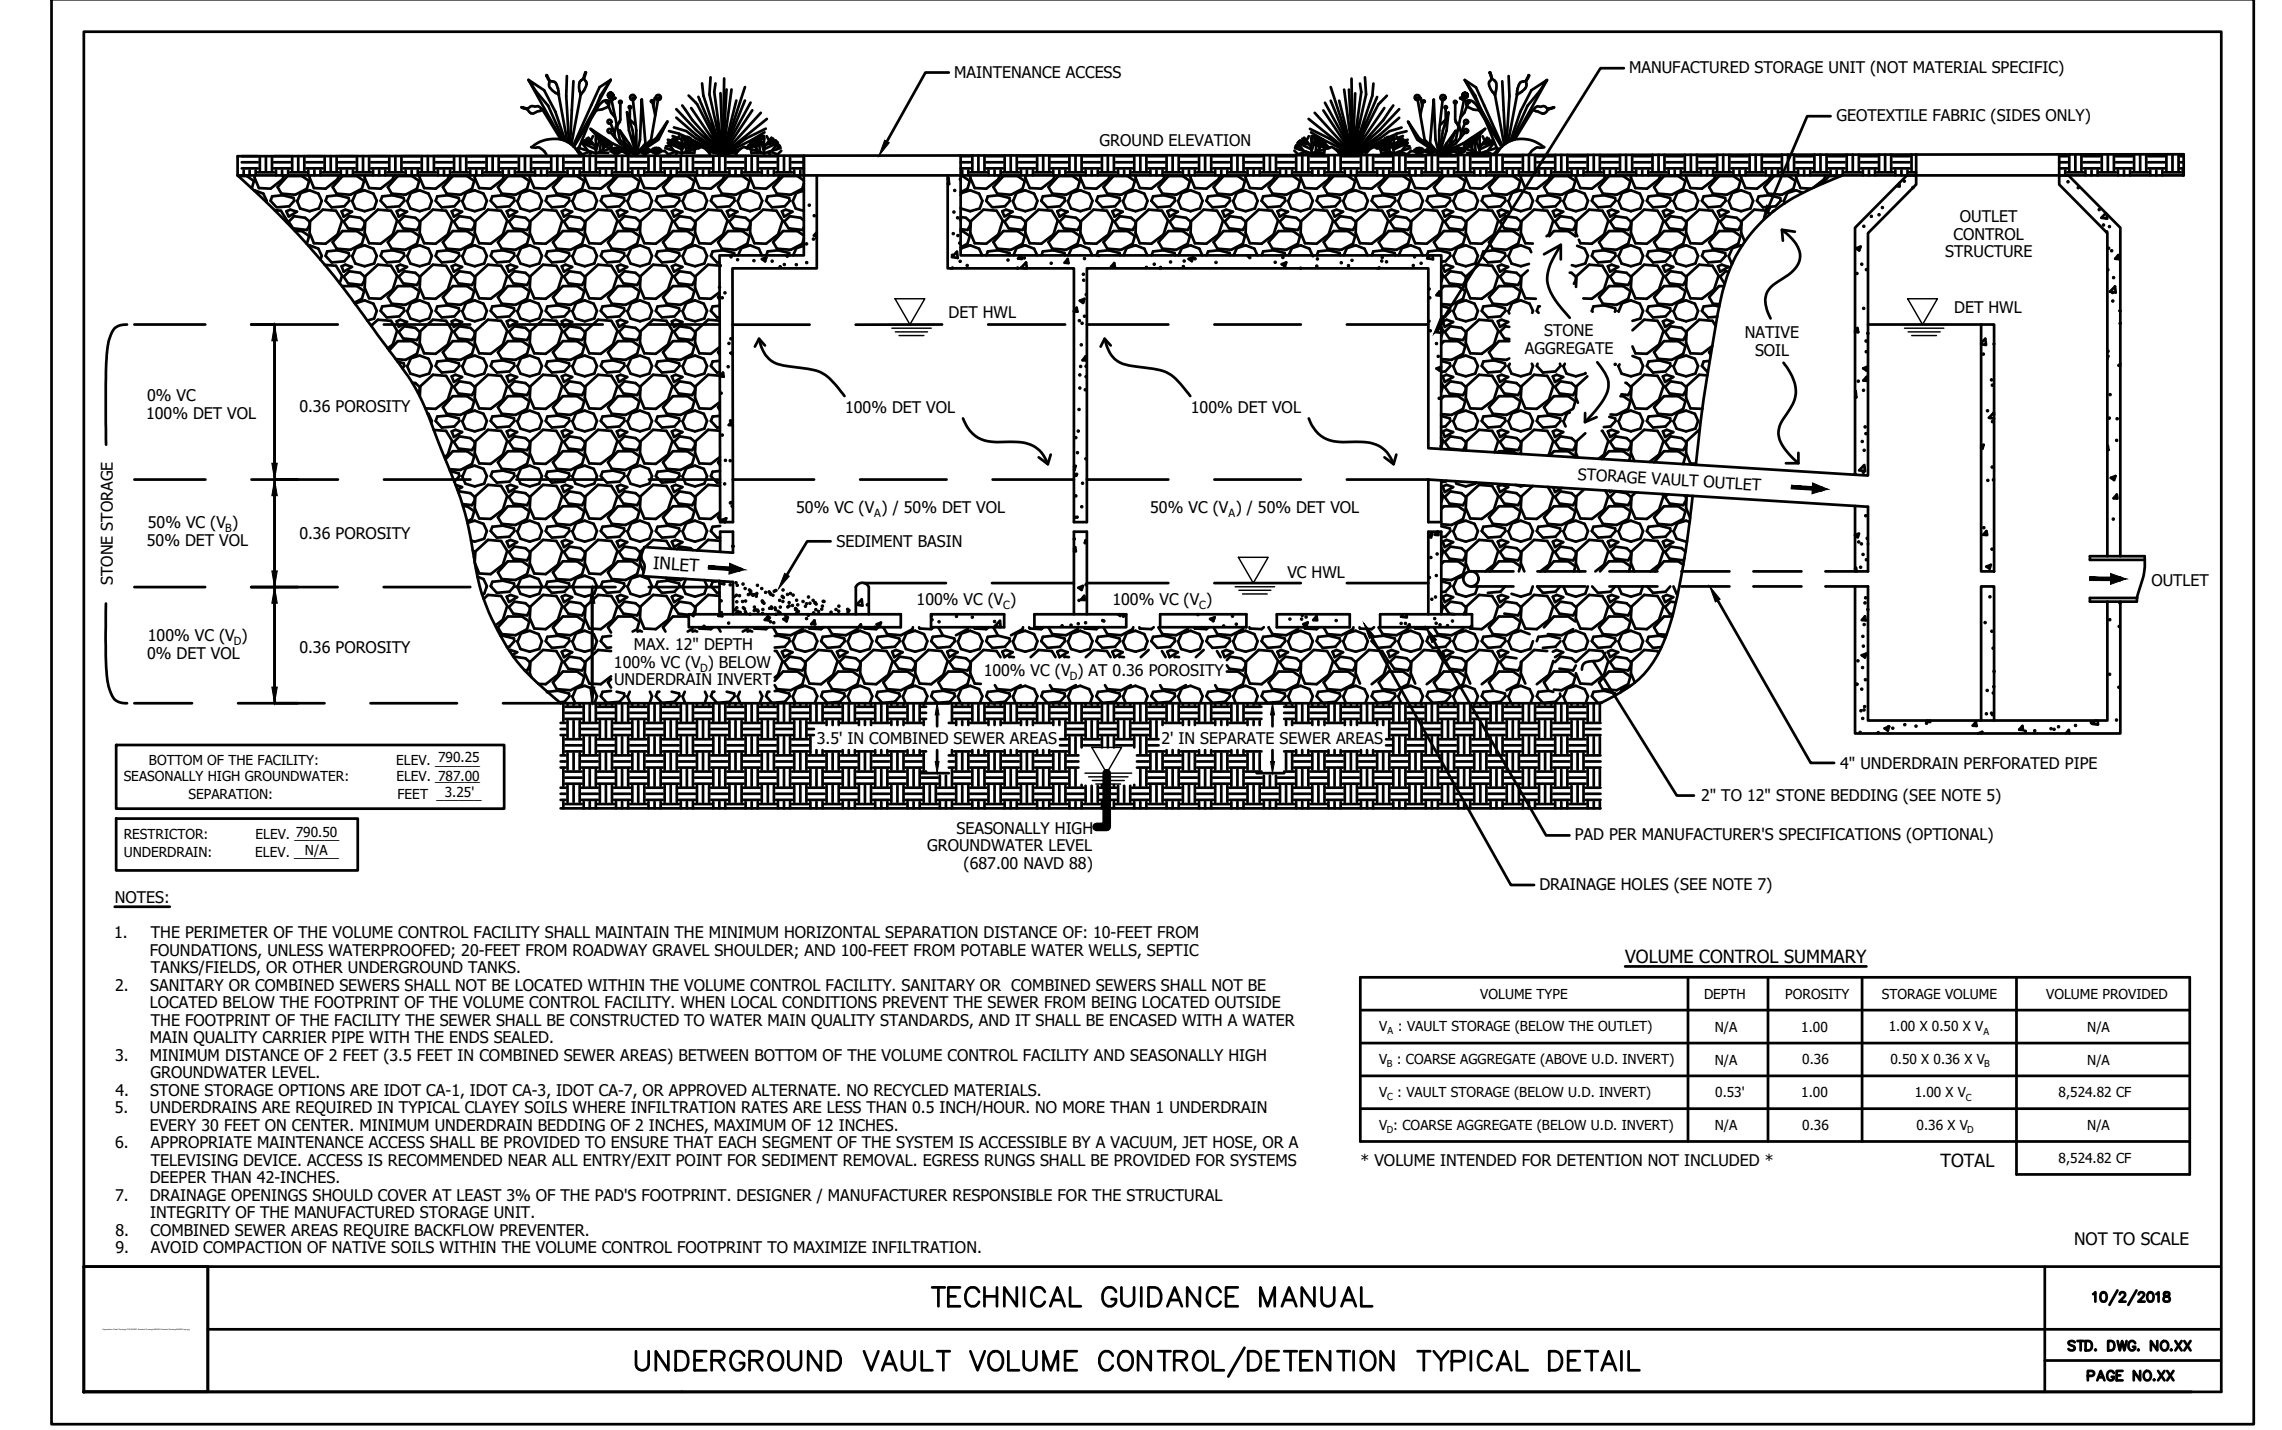 MAINTENANCE ACCESS
MANUFACTURED STORAGE UNIT (NOT MATERIAL SPECIFIC)
GEOTEXTILE FABRIC (SIDES ONLY)
GROUND ELEVATION
OUTLET
CONTROL
STRUCTURE
DET HWL
DET HWL
STONE
AGGREGATE
NATIVE
SOIL
STONE STORAGE
0% VC
100% DET VOL
0.36 POROSITY
100% DET VOL
100% DET VOL
STORAGE VAULT OUTLET
50% VC (VB)
50% DET VOL
0.36 POROSITY
50% VC (VA) / 50% DET VOL
50% VC (VA) / 50% DET VOL
SEDIMENT BASIN
INLET
VC HWL
OUTLET
100% VC (VC)
100% VC (VC)
100% VC (VD)
0% DET VOL
0.36 POROSITY
MAX. 12" DEPTH
100% VC (VD) BELOW
UNDERDRAIN INVERT
100% VC (VD) AT 0.36 POROSITY
3.5' IN COMBINED SEWER AREAS
2' IN SEPARATE SEWER AREAS
4" UNDERDRAIN PERFORATED PIPE
2" TO 12" STONE BEDDING (SEE NOTE 5)
PAD PER MANUFACTURER'S SPECIFICATIONS (OPTIONAL)
DRAINAGE HOLES (SEE NOTE 7)
SEASONALLY HIGH
GROUNDWATER LEVEL
(687.00 NAVD 88)
BOTTOM OF THE FACILITY: ELEV. 790.25
SEASONALLY HIGH GROUNDWATER: ELEV. 787.00
SEPARATION: FEET 3.25'
RESTRICTOR: ELEV. 790.50
UNDERDRAIN: ELEV. N/A
NOTES:
1. THE PERIMETER OF THE VOLUME CONTROL FACILITY SHALL MAINTAIN THE MINIMUM HORIZONTAL SEPARATION DISTANCE OF: 10-FEET FROM
FOUNDATIONS, UNLESS WATERPROOFED; 20-FEET FROM ROADWAY GRAVEL SHOULDER; AND 100-FEET FROM POTABLE WATER WELLS, SEPTIC
TANKS/FIELDS, OR OTHER UNDERGROUND TANKS.
2. SANITARY OR COMBINED SEWERS SHALL NOT BE LOCATED WITHIN THE VOLUME CONTROL FACILITY. SANITARY OR COMBINED SEWERS SHALL NOT BE
LOCATED BELOW THE FOOTPRINT OF THE VOLUME CONTROL FACILITY. WHEN LOCAL CONDITIONS PREVENT THE SEWER FROM BEING LOCATED OUTSIDE
THE FOOTPRINT OF THE FACILITY THE SEWER SHALL BE CONSTRUCTED TO WATER MAIN QUALITY STANDARDS, AND IT SHALL BE ENCASED WITH A WATER
MAIN QUALITY CARRIER PIPE WITH THE ENDS SEALED.
3. MINIMUM DISTANCE OF 2 FEET (3.5 FEET IN COMBINED SEWER AREAS) BETWEEN BOTTOM OF THE VOLUME CONTROL FACILITY AND SEASONALLY HIGH
GROUNDWATER LEVEL.
4. STONE STORAGE OPTIONS ARE IDOT CA-1, IDOT CA-3, IDOT CA-7, OR APPROVED ALTERNATE. NO RECYCLED MATERIALS.
5. UNDERDRAINS ARE REQUIRED IN TYPICAL CLAYEY SOILS WHERE INFILTRATION RATES ARE LESS THAN 0.5 INCH/HOUR. NO MORE THAN 1 UNDERDRAIN
EVERY 30 FEET ON CENTER. MINIMUM UNDERDRAIN BEDDING OF 2 INCHES, MAXIMUM OF 12 INCHES.
6. APPROPRIATE MAINTENANCE ACCESS SHALL BE PROVIDED TO ENSURE THAT EACH SEGMENT OF THE SYSTEM IS ACCESSIBLE BY A VACUUM, JET HOSE, OR A
TELEVISING DEVICE. ACCESS IS RECOMMENDED NEAR ALL ENTRY/EXIT POINT FOR SEDIMENT REMOVAL. EGRESS RUNGS SHALL BE PROVIDED FOR SYSTEMS
DEEPER THAN 42-INCHES.
7. DRAINAGE OPENINGS SHOULD COVER AT LEAST 3% OF THE PAD'S FOOTPRINT. DESIGNER / MANUFACTURER RESPONSIBLE FOR THE STRUCTURAL
INTEGRITY OF THE MANUFACTURED STORAGE UNIT.
8. COMBINED SEWER AREAS REQUIRE BACKFLOW PREVENTER.
9. AVOID COMPACTION OF NATIVE SOILS WITHIN THE VOLUME CONTROL FOOTPRINT TO MAXIMIZE INFILTRATION.
VOLUME CONTROL SUMMARY
VOLUME TYPE DEPTH POROSITY STORAGE VOLUME VOLUME PROVIDED
VA : VAULT STORAGE (BELOW THE OUTLET) N/A 1.00 1.00 X 0.50 X VA N/A
VB : COARSE AGGREGATE (ABOVE U.D. INVERT) N/A 0.36 0.50 X 0.36 X VB N/A
VC : VAULT STORAGE (BELOW U.D. INVERT) 0.53' 1.00 1.00 X VC 8,524.82 CF
VD: COARSE AGGREGATE (BELOW U.D. INVERT) N/A 0.36 0.36 X VD N/A
* VOLUME INTENDED FOR DETENTION NOT INCLUDED * TOTAL 8,524.82 CF
NOT TO SCALE
TECHNICAL GUIDANCE MANUAL
10/2/2018
UNDERGROUND VAULT VOLUME CONTROL/DETENTION TYPICAL DETAIL
STD. DWG. NO.XX
PAGE NO.XX